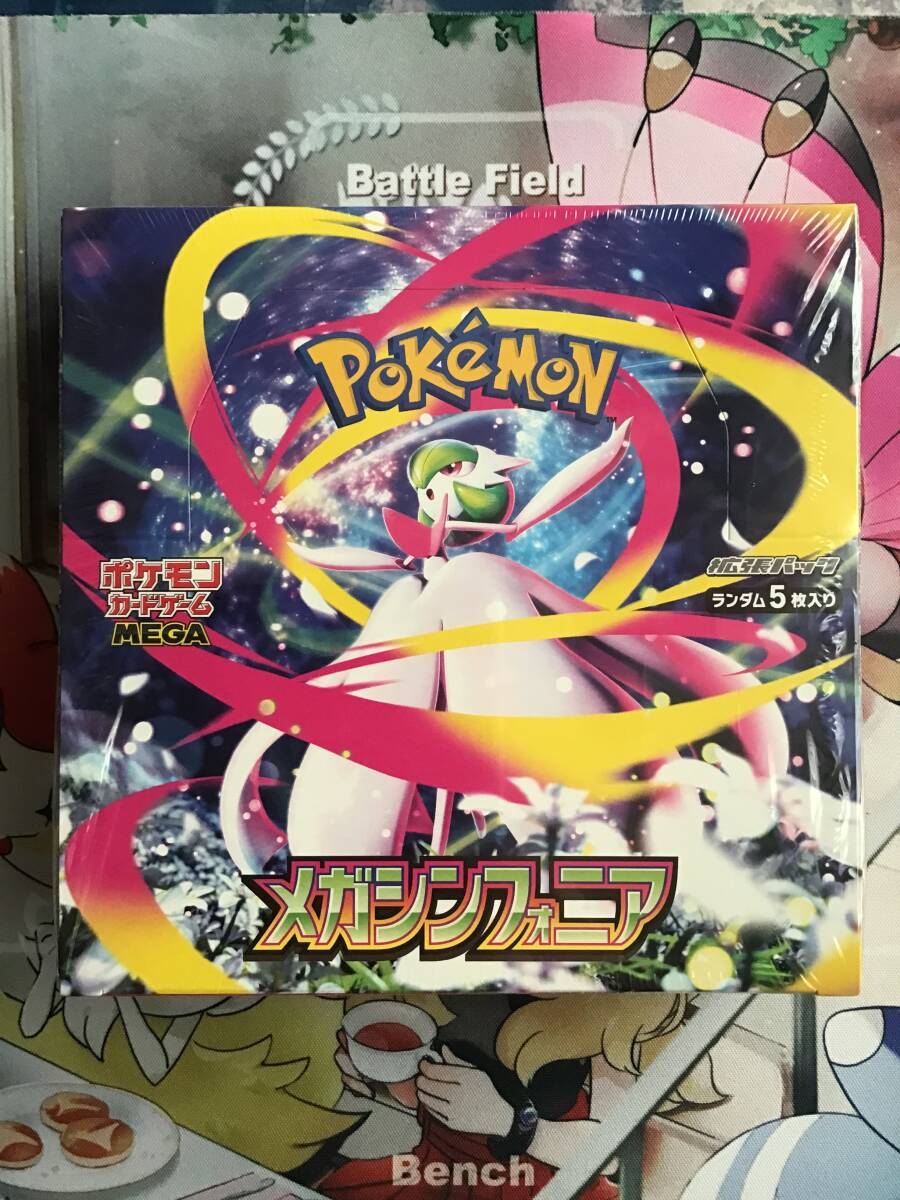 Battle Field
POKéMON
TM
ポケモン
カードゲーム
MEGA
拡張パック
ランダム5枚入り
メガシンフォニア
Bench